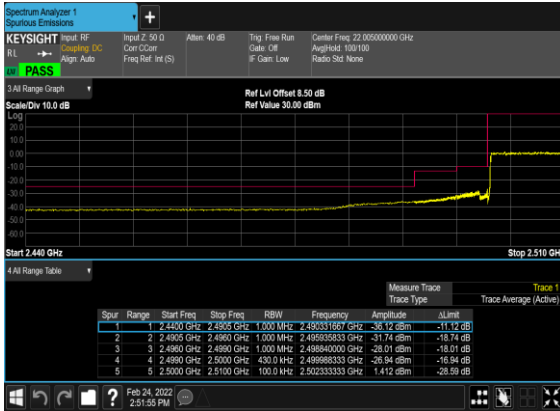 Spectrum Analyzer 1
Spurious Emissions
KEYSIGHT Input: RF Input Z: 50 Ω Atten: 40 dB Trig: Free Run Center Freq: 22.005000000 GHz
RL Coupling: DC Corr CCorr Gate: Off Avg|Hold: 100/100
Align: Auto Freq Ref: Int (S) IF Gain: Low Radio Std: None
PASS
3 All Range Graph
Ref Lvl Offset 8.50 dB
Scale/Div 10.0 dB Ref Value 30.00 dBm
Log
20.0
10.0
0.00
-10.0
-20.0
-30.0
-40.0
-50.0
-60.0
Start 2.440 GHz Stop 2.510 GH
4 All Range Table
Measure Trace Trace 1
Trace Type Trace Average (Active)
Spur Range Start Freq Stop Freq RBW Frequency Amplitude ΔLimit
1 1 2.4400 GHz 2.4905 GHz 1.000 MHz 2.490331667 GHz -36.12 dBm -11.12 dB
2 2 2.4905 GHz 2.4960 GHz 1.000 MHz 2.495935833 GHz -31.74 dBm -18.74 dB
3 3 2.4960 GHz 2.4990 GHz 1.000 MHz 2.498840000 GHz -28.01 dBm -18.01 dB
4 4 2.4990 GHz 2.5000 GHz 430.0 kHz 2.499988333 GHz -26.94 dBm -16.94 dB
5 5 2.5000 GHz 2.5100 GHz 100.0 kHz 2.502333333 GHz 1.412 dBm -28.59 dB
Feb 24, 2022
2:51:55 PM